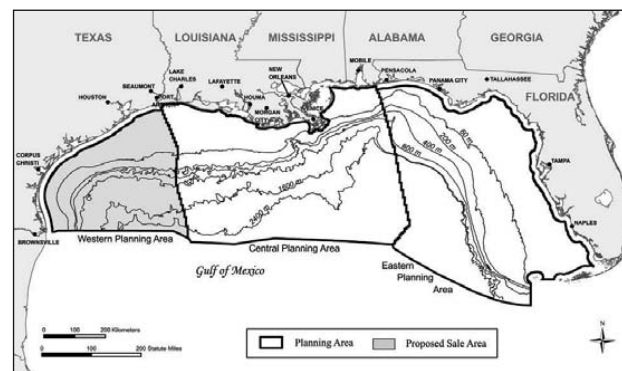 TEXAS
LOUISIANA
MISSISSIPPI
ALABAMA
GEORGIA
MOBILE
PENSACOLA
LAKE
CHARLES
LAFAYETTE
NEW
ORLEANS
PANAMA CITY
TALLAHASSEE
BEAUMONT
PORT
HOUSTON
HOUMA
MORGAN
FLORIDA
CORPUS
CHRISTI
TAMPA
60 m
200 m
400 m
800 m
1600 m
2400 m
NAPLES
BROWNSVILLE
Western Planning Area
Central Planning Area
Eastern
Planning
Area
Gulf of Mexico
0 100 200 Kilometers
0 100 200 Statute Miles
Planning Area
Proposed Sale Area
N